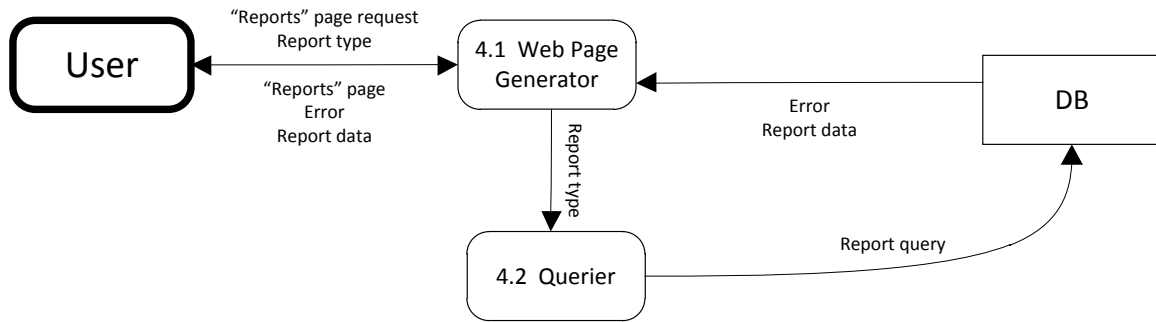 User
“Reports” page request
Report type
“Reports” page
Error
Report data
4.1 Web Page
Generator
Error
Report data
DB
Report type
4.2 Querier
Report query